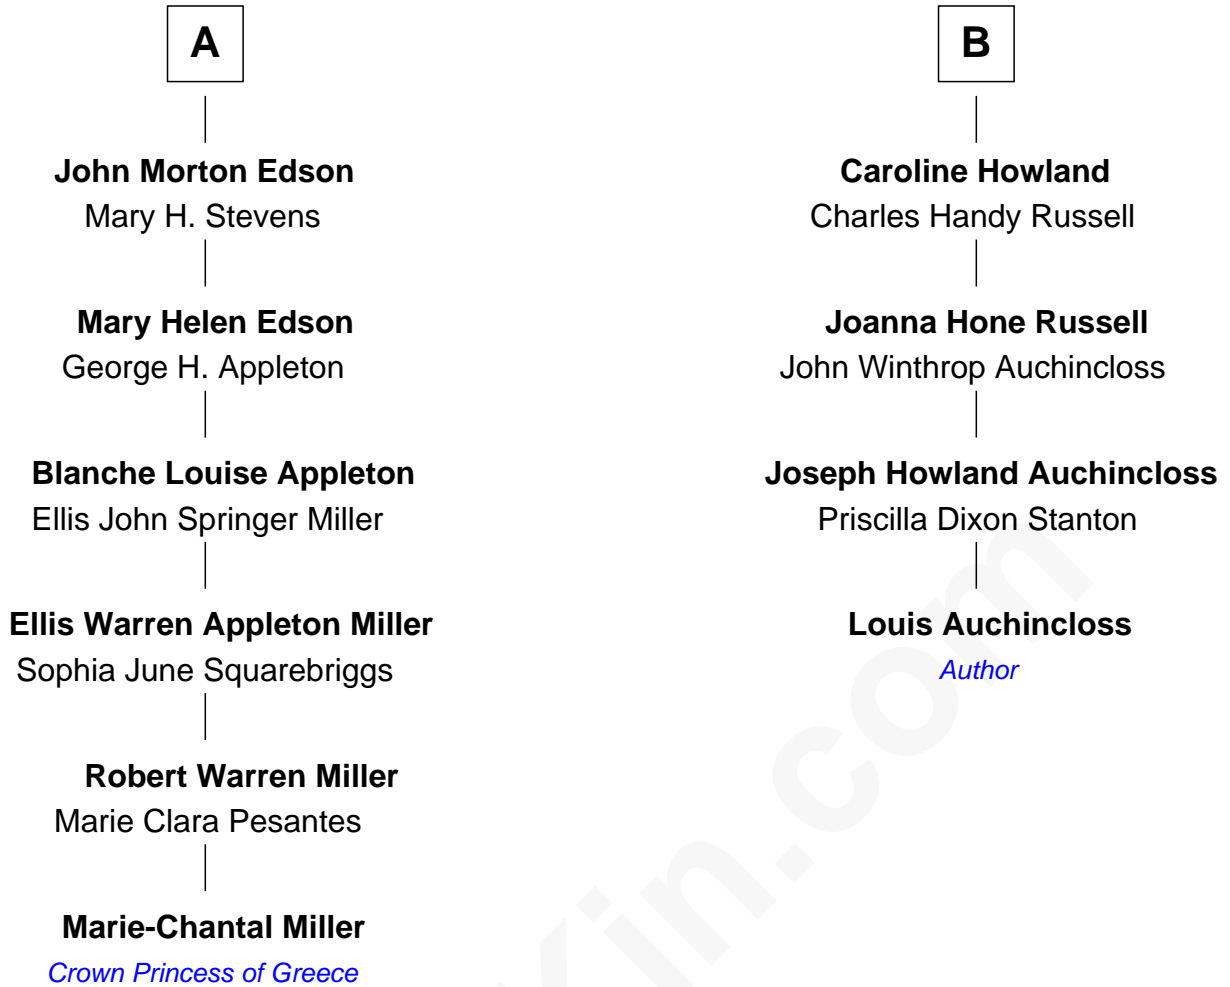 A
John Morton Edson
Mary H. Stevens
Mary Helen Edson
George H. Appleton
Blanche Louise Appleton
Ellis John Springer Miller
Ellis Warren Appleton Miller
Sophia June Squarebriggs
Robert Warren Miller
Marie Clara Pesantes
Marie-Chantal Miller
Crown Princess of Greece
B
Caroline Howland
Charles Handy Russell
Joanna Hone Russell
John Winthrop Auchincloss
Joseph Howland Auchincloss
Priscilla Dixon Stanton
Louis Auchincloss
Author